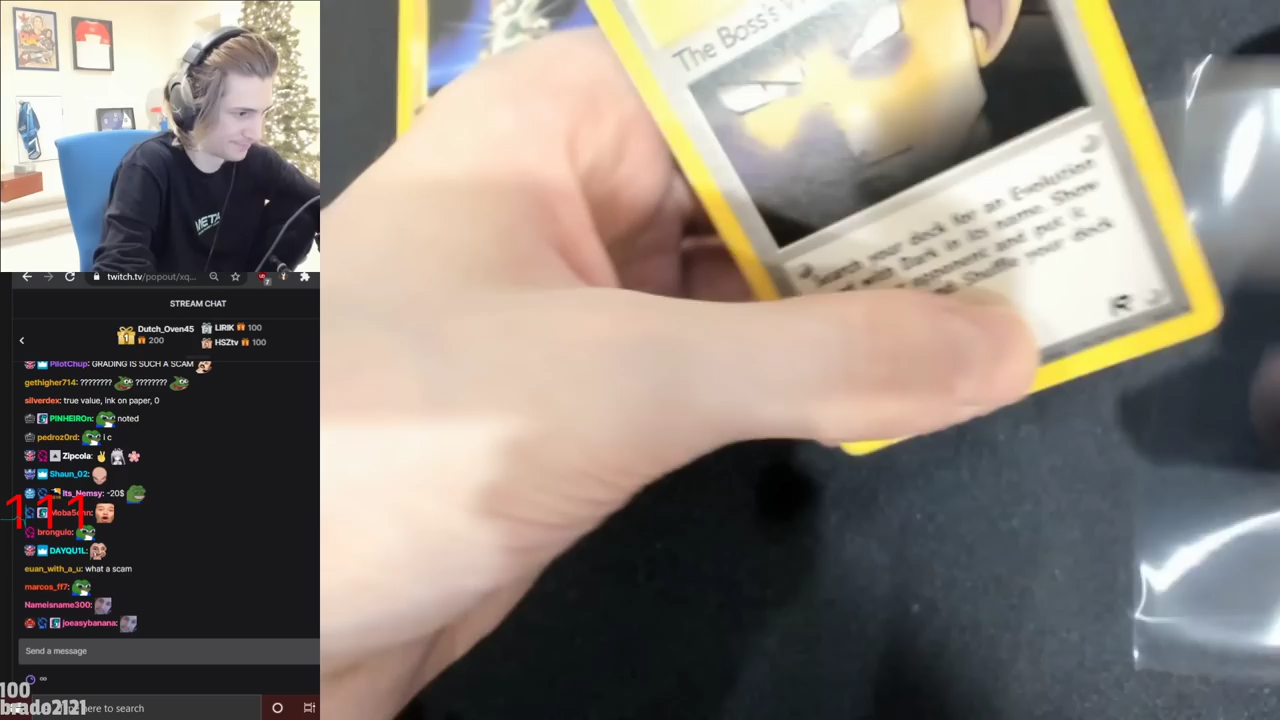 META
twitch.tv/popout/xq...
STREAM CHAT
Dutch_Oven45
200
LIRIK 100
HSZtv 100
PilotChup: GRADING IS SUCH A SCAM
gethigher714: ???????? ????????
silverdex: true value, ink on paper, 0
PINHEIROn: noted
pedroz0rd: i c
Zipcola:
Shaun_02:
Its_Nemsy: -20$
111
brongulo:
DAYQU1L:
euan_with_a_u: what a scam
marcos_ff7:
Nameisname300:
joeasybanana:
Send a message
100
brado2121
here to search
The Boss's
Search your deck for an Evolution
with Dark in its name. Show
opponent and put it
Shuffle your deck
R